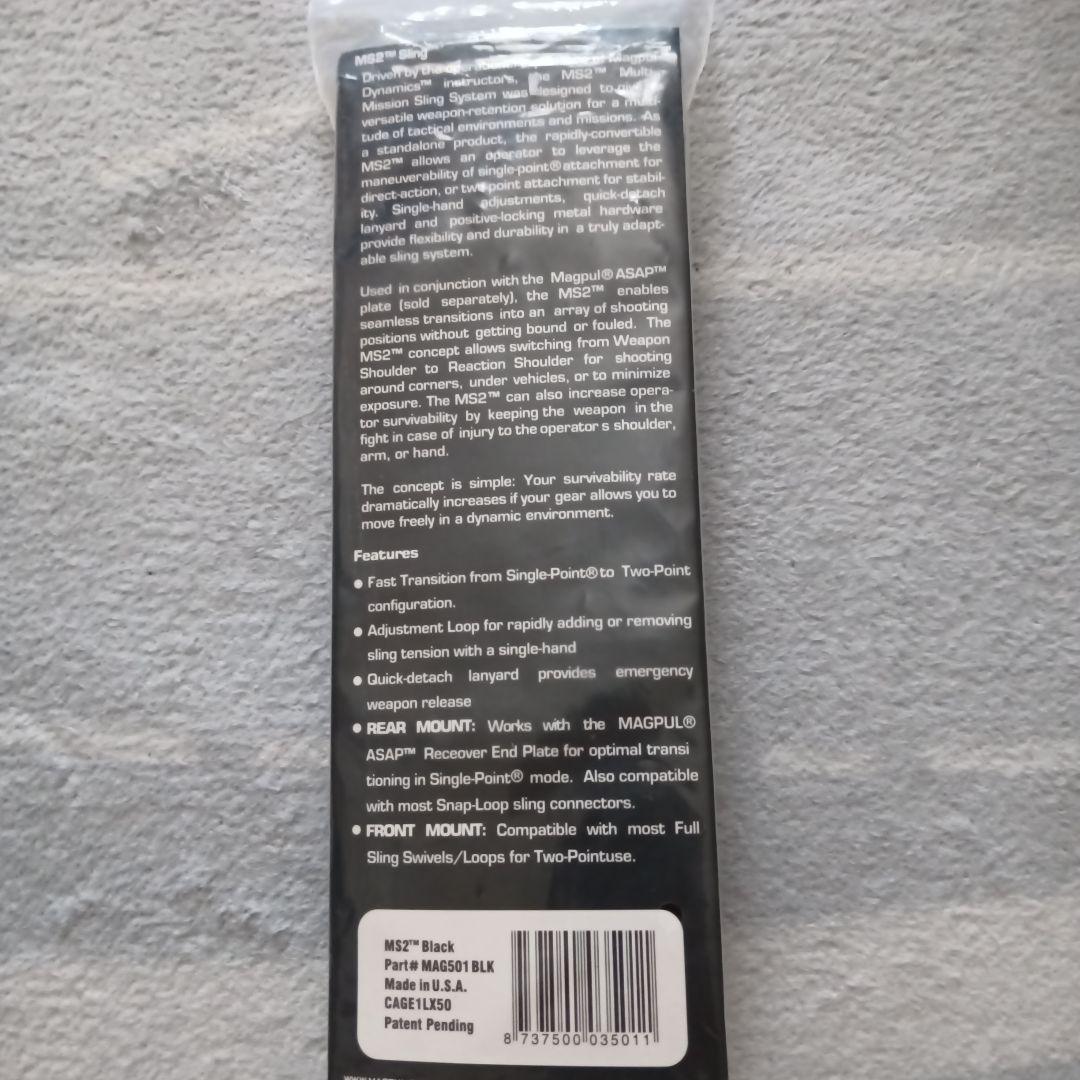 MS2™ Sling
Driven by the Magpul
Dynamics™ instructors, the MS2™ Multi-
Mission Sling System was designed to
versatile weapon-retention solution for a multi-
tude of tactical environments and missions. As
a standalone product, the rapidly-convertible
MS2™ allows an operator to leverage the
maneuverability of single-point® attachment for
direct-action, or two-point attachment for stabil-
ity. Single-hand adjustments, quick-detach
lanyard and positive-locking metal hardware
provide flexibility and durability in a truly adapt-
able sling system.
Used in conjunction with the Magpul® ASAP™
plate (sold separately), the MS2™ enables
seamless transitions into an array of shooting
positions without getting bound or fouled. The
MS2™ concept allows switching from Weapon
Shoulder to Reaction Shoulder for shooting
around corners, under vehicles, or to minimize
exposure. The MS2™ can also increase opera-
tor survivability by keeping the weapon in the
fight in case of injury to the operator s shoulder,
arm, or hand.
The concept is simple: Your survivability rate
dramatically increases if your gear allows you to
move freely in a dynamic environment.
Features
● Fast Transition from Single-Point® to Two-Point
configuration.
● Adjustment Loop for rapidly adding or removing
sling tension with a single-hand
● Quick-detach lanyard provides emergency
weapon release
● REAR MOUNT: Works with the MAGPUL®
ASAP™ Receover End Plate for optimal transi
tioning in Single-Point® mode. Also compatible
with most Snap-Loop sling connectors.
● FRONT MOUNT: Compatible with most Full
Sling Swivels/Loops for Two-Pointuse.
MS2™ Black
Part# MAG501 BLK
Made in U.S.A.
CAGE1LX50
Patent Pending
8 737500 035011